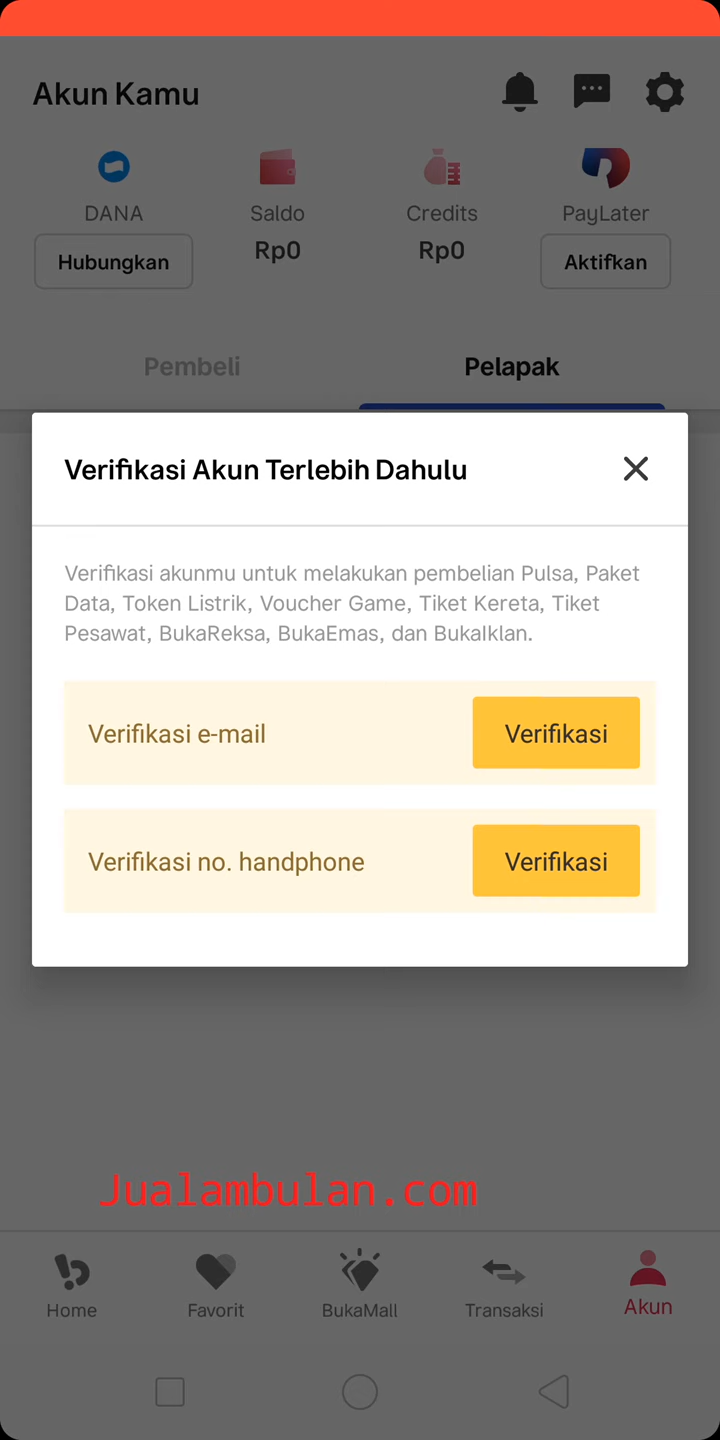 Akun Kamu
DANA
Saldo
Credits
PayLater
Hubungkan
Rp0
Rp0
Aktifkan
Pembeli
Pelapak
Verifikasi Akun Terlebih Dahulu
Verifikasi akunmu untuk melakukan pembelian Pulsa, Paket
Data, Token Listrik, Voucher Game, Tiket Kereta, Tiket
Pesawat, BukaReksa, BukaEmas, dan BukaIklan.
Verifikasi e-mail
Verifikasi
Verifikasi no. handphone
Verifikasi
Jualambulan.com
Home
Favorit
BukaMall
Transaksi
Akun